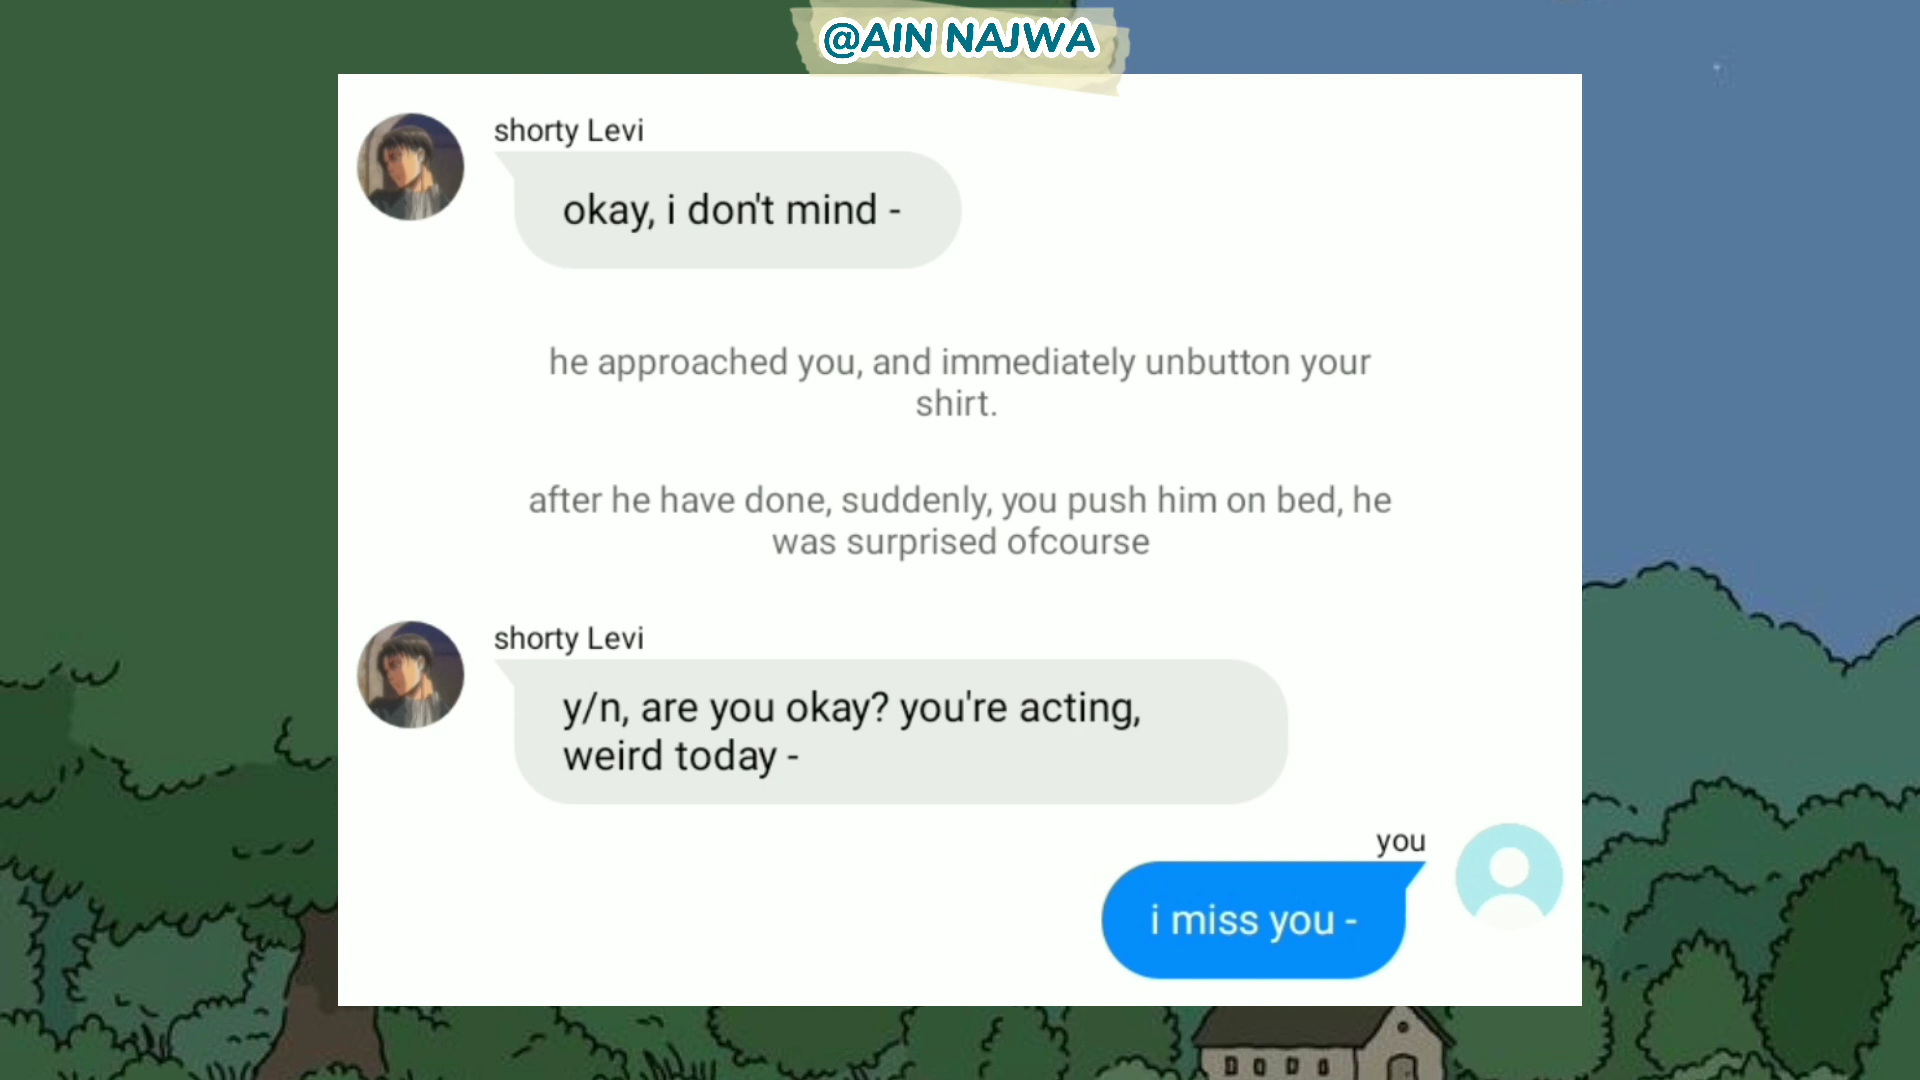 @AIN NAJWA
shorty Levi
okay, i don't mind -
he approached you, and immediately unbutton your
shirt.
after he have done, suddenly, you push him on bed, he
was surprised ofcourse
shorty Levi
y/n, are you okay? you're acting,
weird today -
you
i miss you -